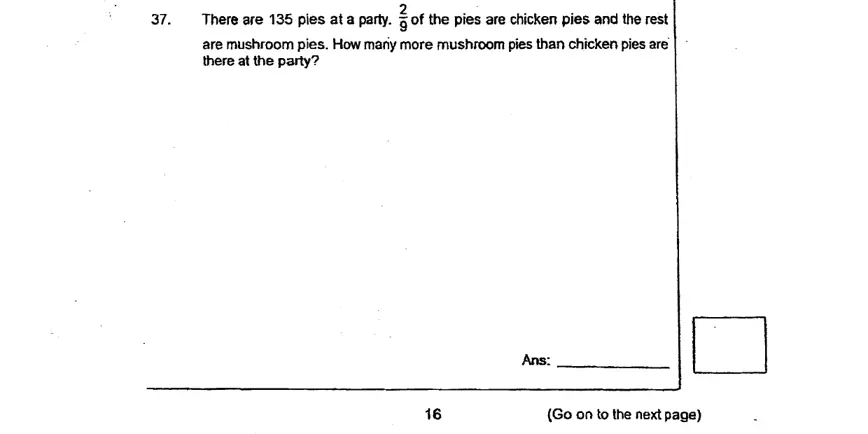 37. There are 135 pies at a party. 2/9 of the pies are chicken pies and the rest
are mushroom pies. How many more mushroom pies than chicken pies are
there at the party?
Ans: ____________
16 (Go on to the next page)